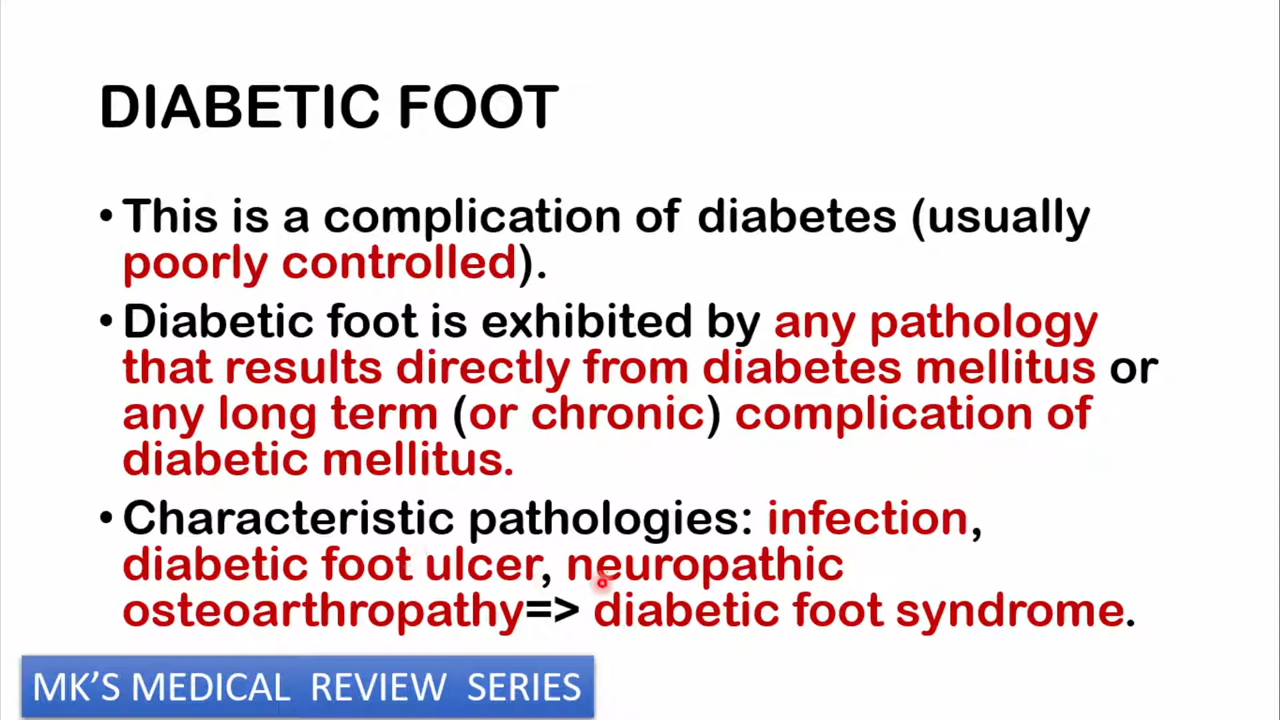 DIABETIC FOOT
• This is a complication of diabetes (usually
poorly controlled).
• Diabetic foot is exhibited by any pathology
that results directly from diabetes mellitus or
any long term (or chronic) complication of
diabetic mellitus.
• Characteristic pathologies: infection,
diabetic foot ulcer, neuropathic
osteoarthropathy=> diabetic foot syndrome.
MK'S MEDICAL REVIEW SERIES